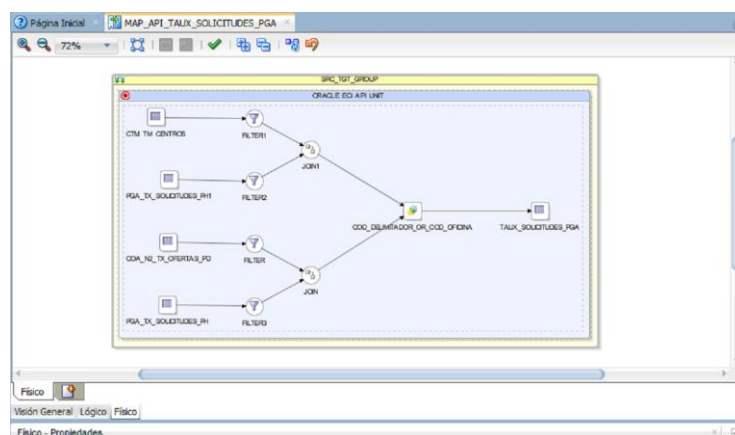 Página Inicial
MAP_API_TAUX_SOLICITUDES_PGA
72%
SRC_TGT_GROUP
ORACLE ECI API UNIT
CTM_TM_CENTROS
FILTER1
JOIN1
PGA_TX_SOLICITUDES_PH1
FILTER2
COD_DELIMITADOR_OR_COD_OFICINA
TAUX_SOLICITUDES_PGA
COA_N2_TX_OFERTAS_PD
FILTER
JOIN
PGA_TX_SOLICITUDES_PH
FILTER3
Físico
Visión General
Lógico
Físico
Físico - Propiedades